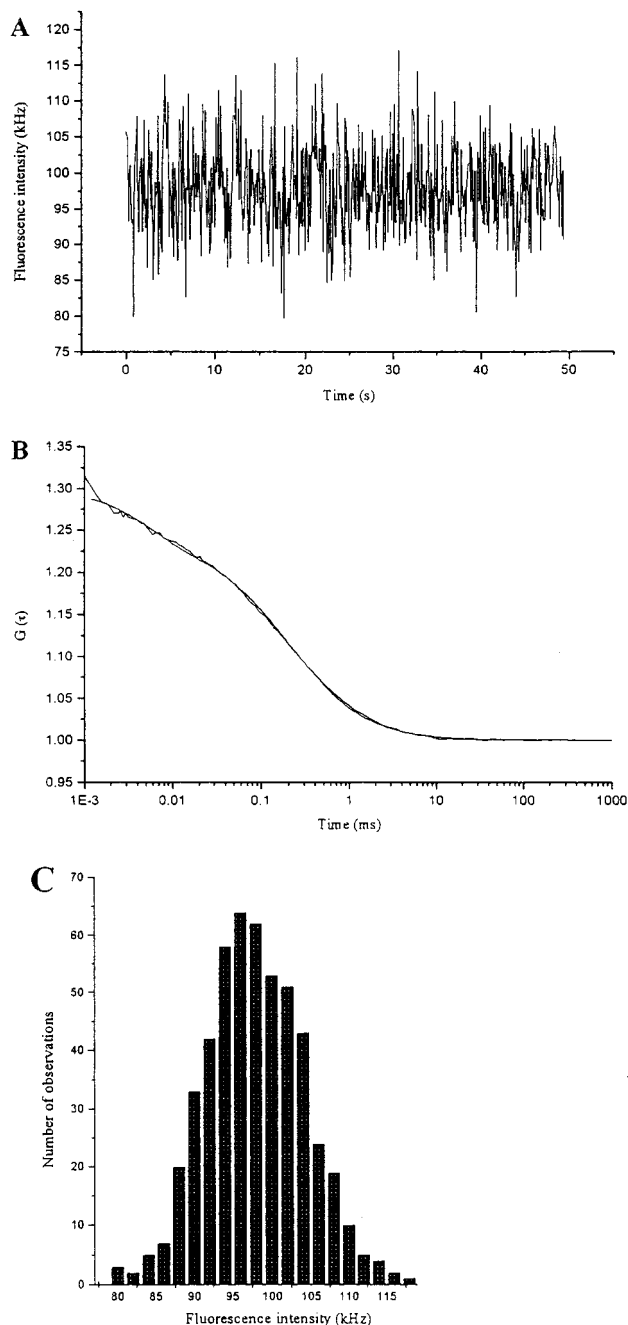 A
Fluorescence intensity (kHz)
120
115
110
105
100
95
90
85
80
75
0 10 20 30 40 50
Time (s)
B
G (τ)
1.35
1.30
1.25
1.20
1.15
1.10
1.05
1.00
0.95
1E-3 0.01 0.1 1 10 100 1000
Time (ms)
C
Number of observations
70
60
50
40
30
20
10
0
80 85 90 95 100 105 110 115
Fluorescence intensity (kHz)